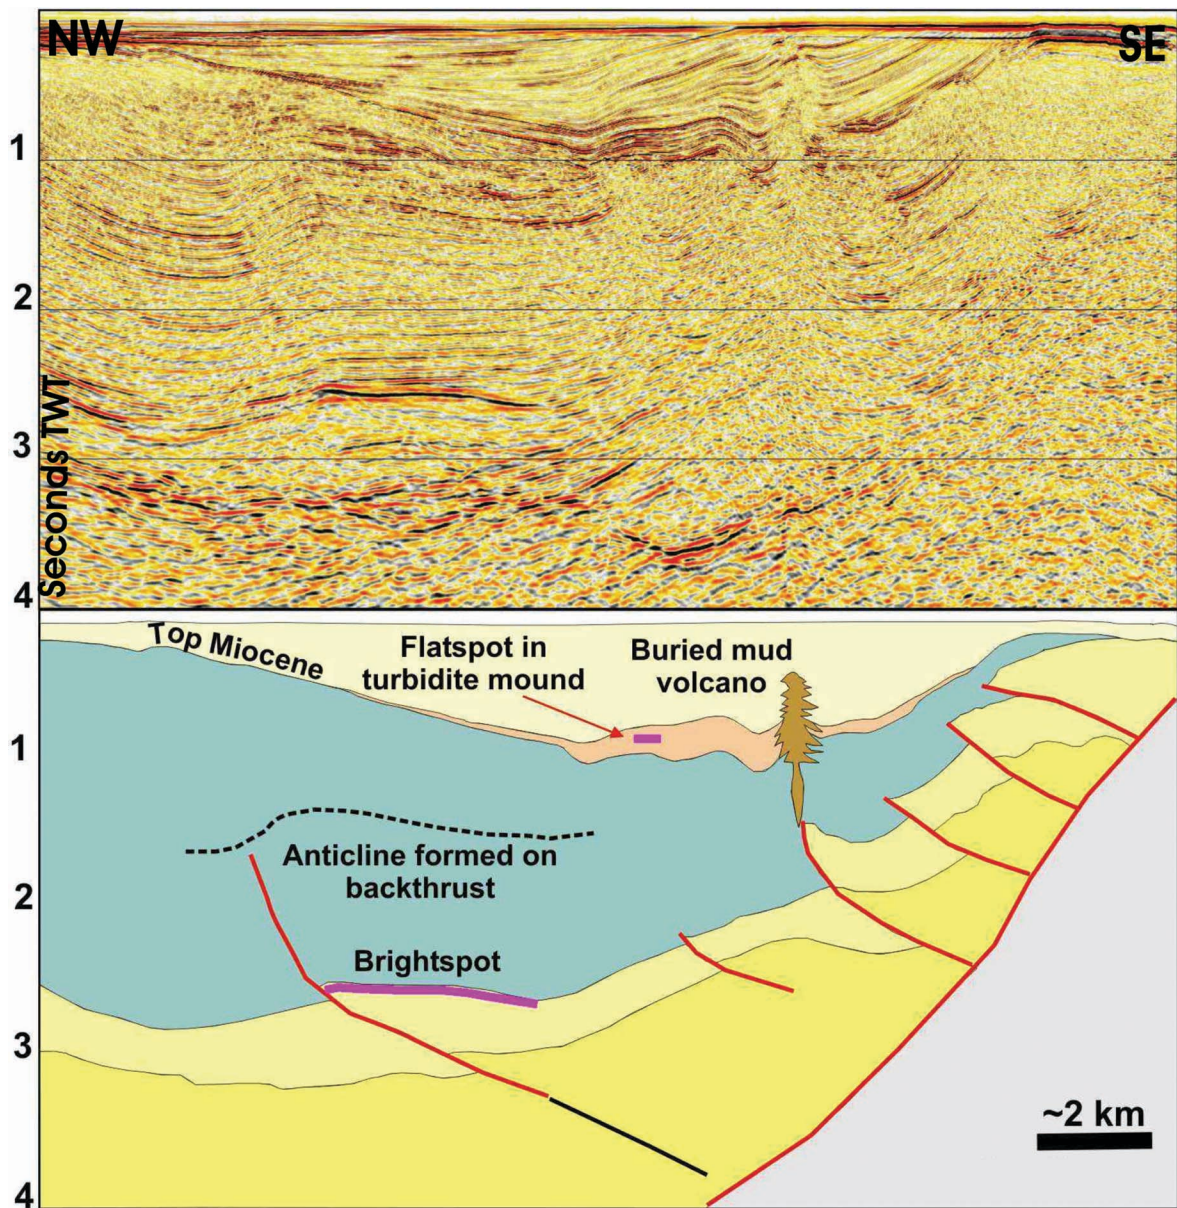 NW
SE
1
2
Seconds TWT
3
4
Top Miocene
Flatspot in
turbidite mound
Buried mud
volcano
1
Anticline formed on
backthrust
2
Brightspot
3
~2 km
4